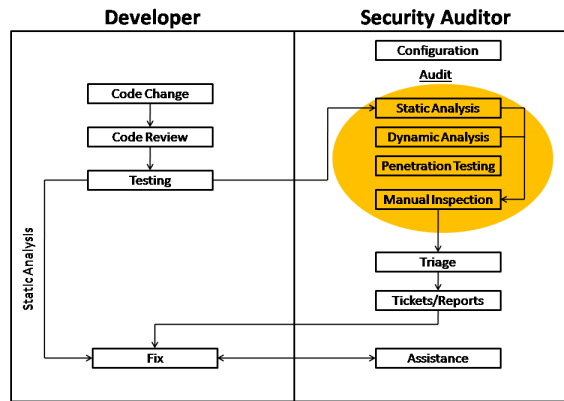 Developer
Security Auditor
Configuration
Audit
Code Change
Static Analysis
Code Review
Dynamic Analysis
Penetration Testing
Testing
Manual Inspection
Static Analysis
Triage
Tickets/Reports
Fix
Assistance